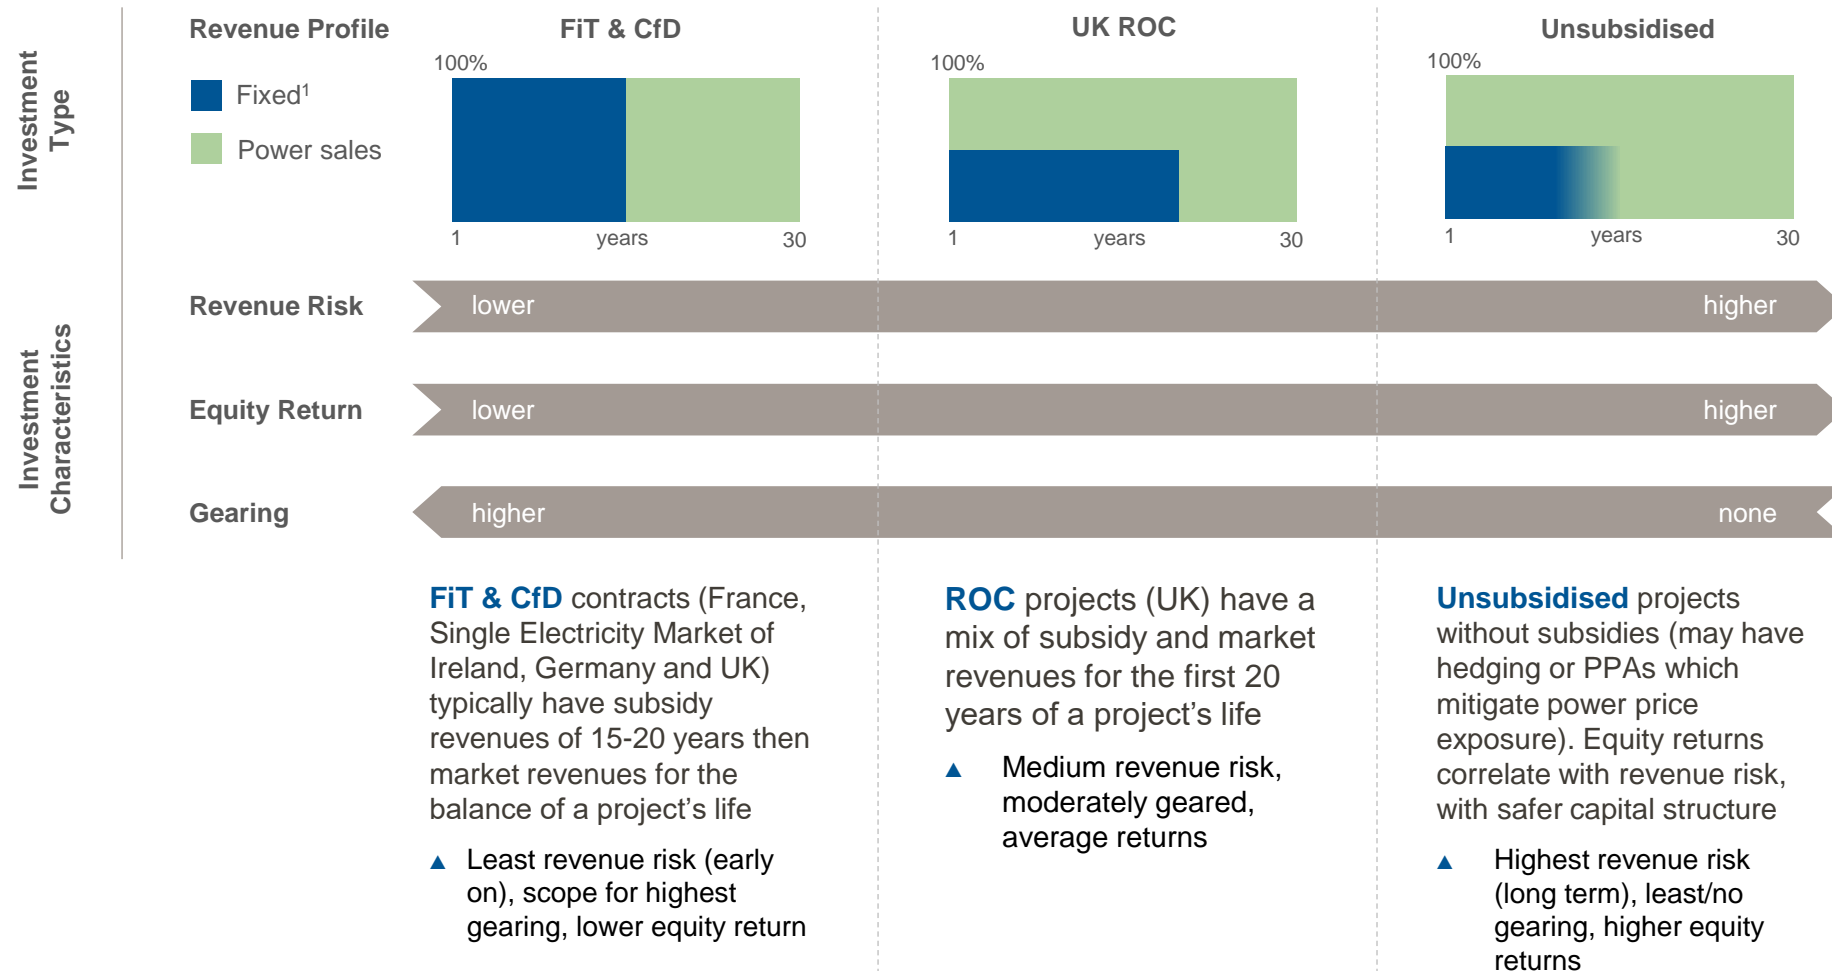 Investment
Type
Revenue Profile
Fixed¹
Power sales
FiT & CfD
100%
1
years
30
UK ROC
100%
1
years
30
Unsubsidised
100%
1
years
30
Investment
Characteristics
Revenue Risk
lower
higher
Equity Return
lower
higher
Gearing
higher
none
FiT & CfD contracts (France,
Single Electricity Market of
Ireland, Germany and UK)
typically have subsidy
revenues of 15-20 years then
market revenues for the
balance of a project's life
▲ Least revenue risk (early
on), scope for highest
gearing, lower equity return
ROC projects (UK) have a
mix of subsidy and market
revenues for the first 20
years of a project's life
▲ Medium revenue risk,
moderately geared,
average returns
Unsubsidised projects
without subsidies (may have
hedging or PPAs which
mitigate power price
exposure). Equity returns
correlate with revenue risk,
with safer capital structure
▲ Highest revenue risk
(long term), least/no
gearing, higher equity
returns